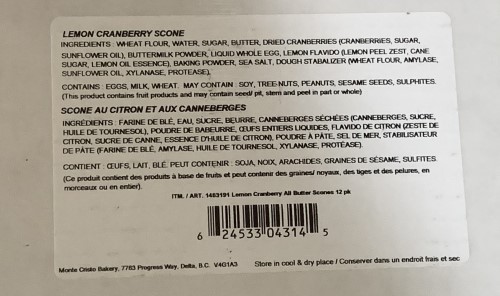 LEMON CRANBERRY SCONE
INGREDIENTS : WHEAT FLOUR, WATER, SUGAR, BUTTER, DRIED CRANBERRIES (CRANBERRIES, SUGAR,
SUNFLOWER OIL), BUTTERMILK POWDER, LIQUID WHOLE EGG, LEMON FLAVIDO (LEMON PEEL ZEST, CANE
SUGAR, LEMON OIL ESSENCE), BAKING POWDER, SEA SALT, DOUGH STABILIZER (WHEAT FLOUR, AMYLASE,
SUNFLOWER OIL, XYLANASE, PROTEASE).
CONTAINS : EGGS, MILK, WHEAT. MAY CONTAIN : SOY, TREE-NUTS, PEANUTS, SESAME SEEDS, SULPHITES.
(This product contains fruit products and may contain seed/ pit, stem and peel in part or whole)
SCONE AU CITRON ET AUX CANNEBERGES
INGRÉDIENTS : FARINE DE BLÉ, EAU, SUCRE, BEURRE, CANNEBERGES SÉCHÉES (CANNEBERGES, SUCRE,
HUILE DE TOURNESOL), POUDRE DE BABEURRE, ŒUFS ENTIERS LIQUIDES, FLAVIDO DE CITRON (ZESTE DE
CITRON, SUCRE DE CANNE, ESSENCE D'HUILE DE CITRON), POUDRE À PATE, SEL DE MER, STABILISATEUR
DE PÂTE (FARINE DE BLÉ, AMYLASE, HUILE DE TOURNESOL, XYLANASE, PROTÉASE).
CONTIENT : ŒUFS, LAIT, BLÉ. PEUT CONTENIR : SOJA, NOIX, ARACHIDES, GRAINES DE SÉSAME, SULFITES.
(Ce produit contient des produits à base de fruits et peut contenir des graines/ noyaux, des tiges et des pelures, en
morceaux ou en entier).
ITM. / ART. 1483191 Lemon Cranberry All Butter Scones 12 pk
6 24533 04314 5
Monte Cristo Bakery, 7763 Progress Way, Delta, B.C. V4G1A3 Store in cool & dry place / Conserver dans un endroit frais et sec